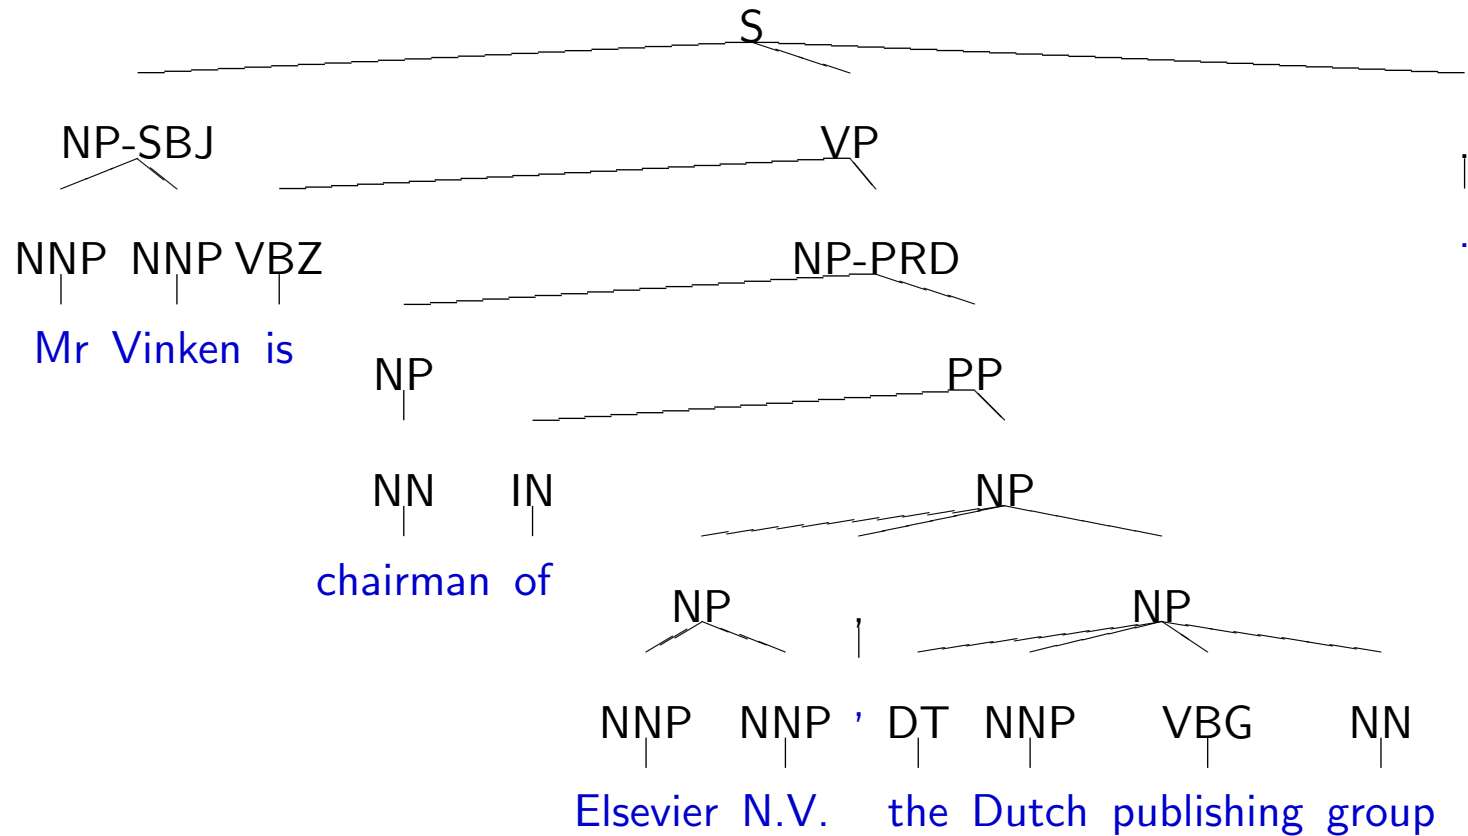 S
NP-SBJ VP .
NNP NNP VBZ NP-PRD .
Mr Vinken is
NP PP
NN IN NP
chairman of
NP , NP
NNP NNP , DT NNP VBG NN
Elsevier N.V. the Dutch publishing group